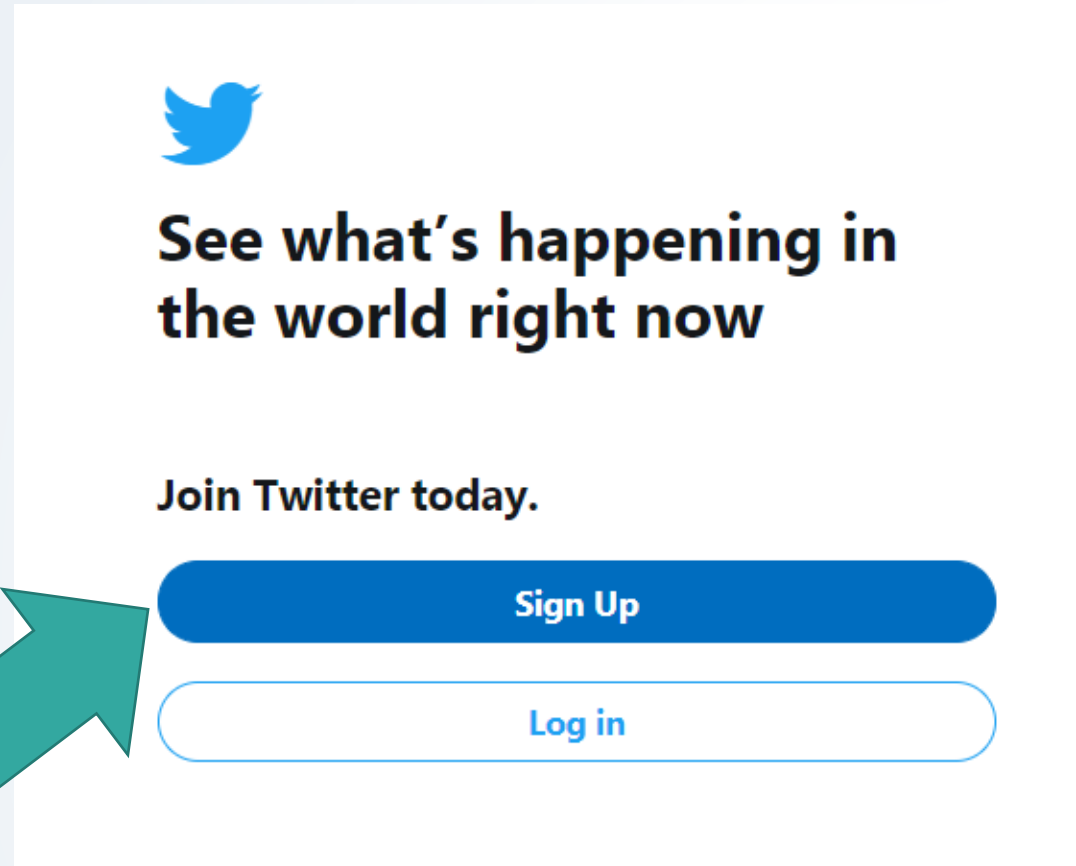 See what’s happening in
the world right now
Join Twitter today.
Sign Up
Log in